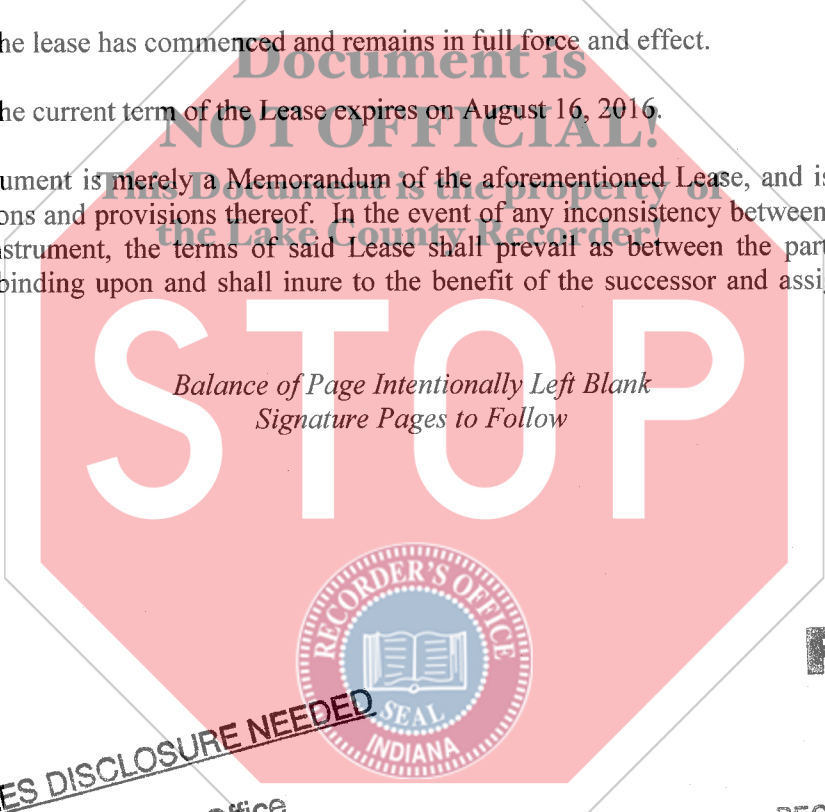 he lease has commenced and remains in full force and effect.
Document is
he current term of the Lease expires on August 16, 2016.
NOT OFFICIAL!
ument is merely a Memorandum of the aforementioned Lease, and is
This Document is the property of
ons and provisions thereof. In the event of any inconsistency between
the Lake County Recorder!
nstrument, the terms of said Lease shall prevail as between the part
binding upon and shall inure to the benefit of the successor and assig
STOP
Balance of Page Intentionally Left Blank
Signature Pages to Follow
RECORDER'S OFFICE
SEAL
INDIANA
ES DISCLOSURE NEEDED
Office